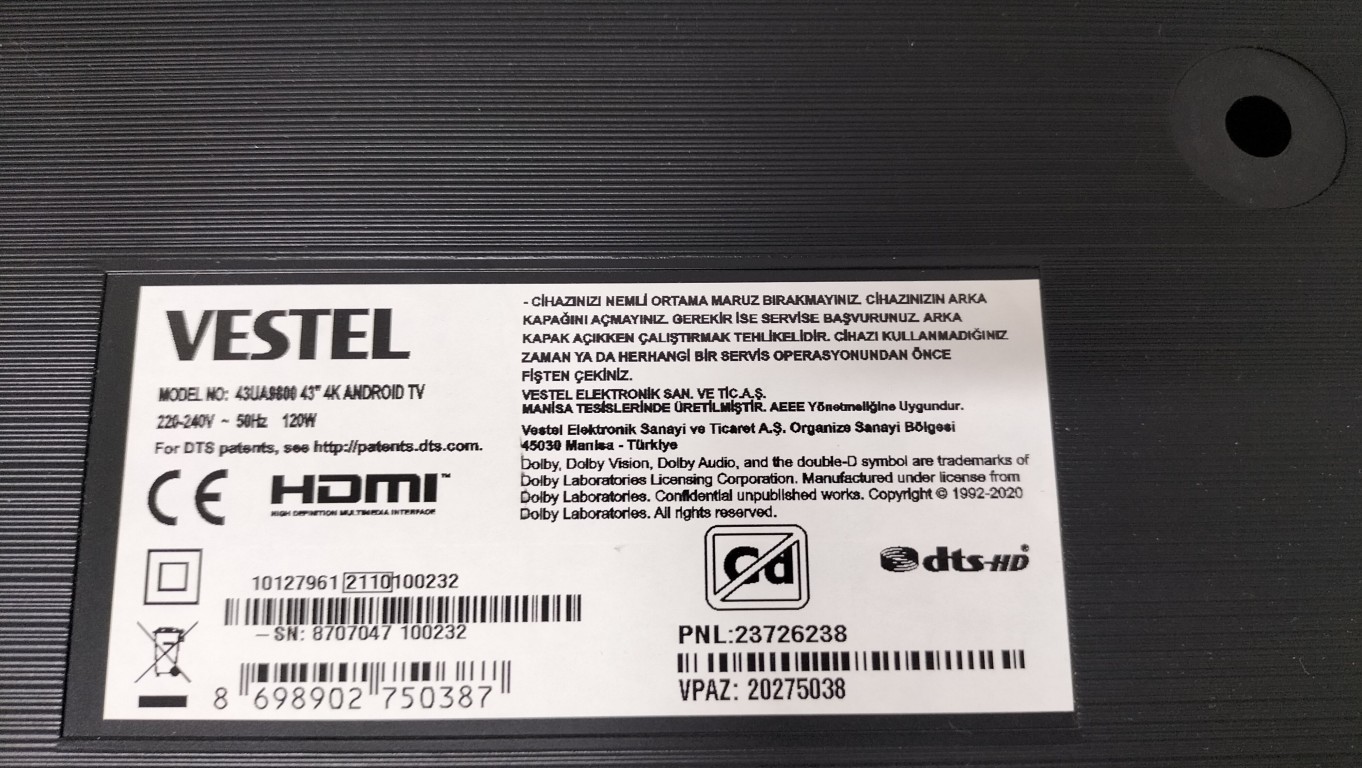 VESTEL
MODEL NO: 43UA9600 43" 4K ANDROID TV
220-240V ~ 50Hz 120W
For DTS patents, see http://patents.dts.com.
CE HDMI™
HIGH DEFINITION MULTIMEDIA INTERFACE
10127961 2110 100232
- SN: 8707047 100232
8 698902 750387
- CİHAZINIZI NEMLİ ORTAMA MARUZ BIRAKMAYINIZ. CİHAZINIZIN ARKA
KAPAĞINI AÇMAYINIZ. GEREKİR İSE SERVİSE BAŞVURUNUZ. ARKA
KAPAK AÇIKKEN ÇALIŞTIRMAK TEHLİKELİDİR. CİHAZI KULLANMADIĞINIZ
ZAMAN YA DA HERHANGİ BİR SERVİS OPERASYONUNDAN ÖNCE
FİŞTEN ÇEKİNİZ.
VESTEL ELEKTRONİK SAN. VE TİC.A.Ş.
MANİSA TESİSLERİNDE ÜRETİLMİŞTİR. AEEE Yönetmeliğine Uygundur.
Vestel Elektronik Sanayi ve Ticaret A.Ş. Organize Sanayi Bölgesi
45030 Manisa - Türkiye
Dolby, Dolby Vision, Dolby Audio, and the double-D symbol are trademarks of
Dolby Laboratories Licensing Corporation. Manufactured under license from
Dolby Laboratories. Confidential unpublished works. Copyright © 1992-2020
Dolby Laboratories. All rights reserved.
Cd
dts-HD®
PNL:23726238
VPAZ: 20275038